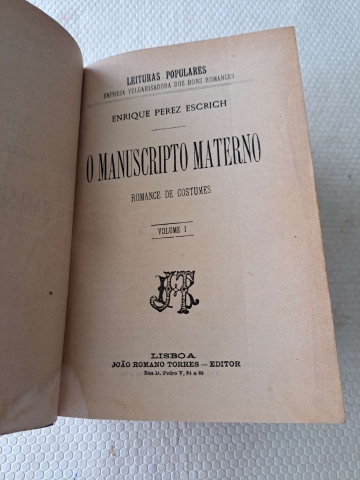 LEITURAS POPULARES
EMPREZA VULGARISADORA DOS BONS ROMANCES
ENRIQUE PEREZ ESCRICH
O MANUSCRIPTO MATERNO
ROMANCE DE COSTUMES
VOLUME I
LISBOA
JOÃO ROMANO TORRES — EDITOR
Rua D. Pedro V, 84 a 88